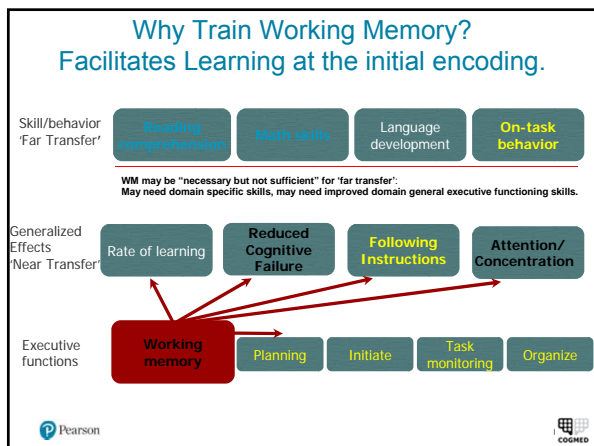 Why Train Working Memory?
Facilitates Learning at the initial encoding.
Skill/behavior
'Far Transfer'
Reading
comprehension
Math skills
Language
development
On-task
behavior
WM may be "necessary but not sufficient" for 'far transfer':
May need domain specific skills, may need improved domain general executive functioning skills.
Generalized
Effects
'Near Transfer'
Rate of learning
Reduced
Cognitive
Failure
Following
Instructions
Attention/
Concentration
Executive
functions
Working
memory
Planning
Initiate
Task
monitoring
Organize
Pearson
1
COGMED